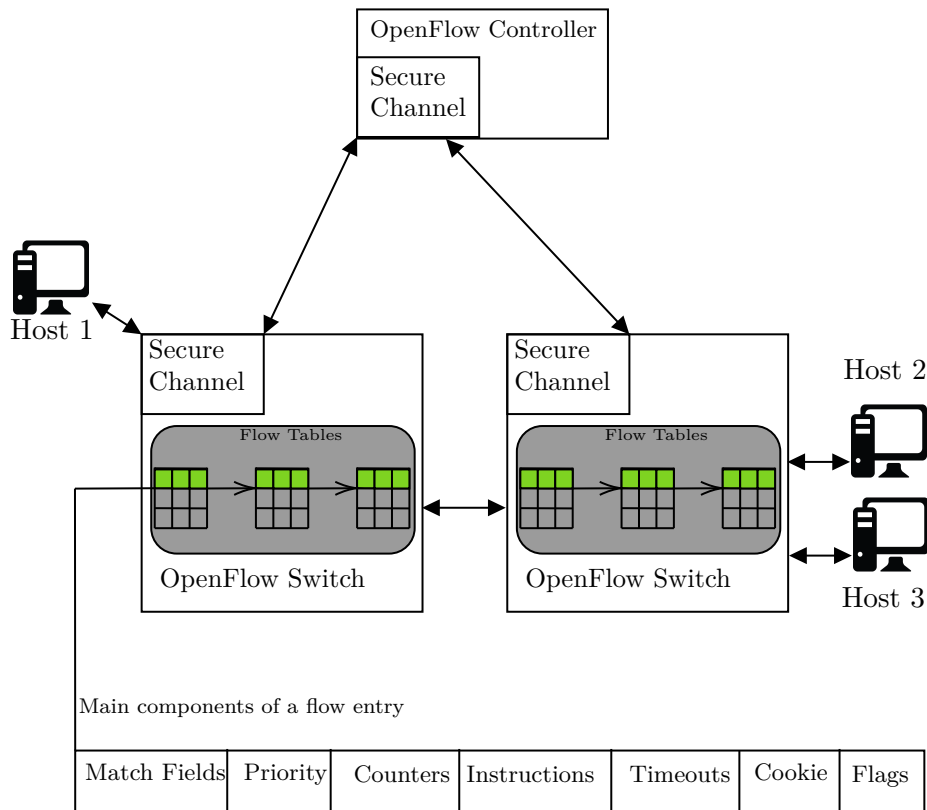 OpenFlow Controller
Secure
Channel
Host 1
Secure
Channel
Flow Tables
OpenFlow Switch
Secure
Channel
Flow Tables
OpenFlow Switch
Host 2
Host 3
Main components of a flow entry
Match Fields Priority Counters Instructions Timeouts Cookie Flags